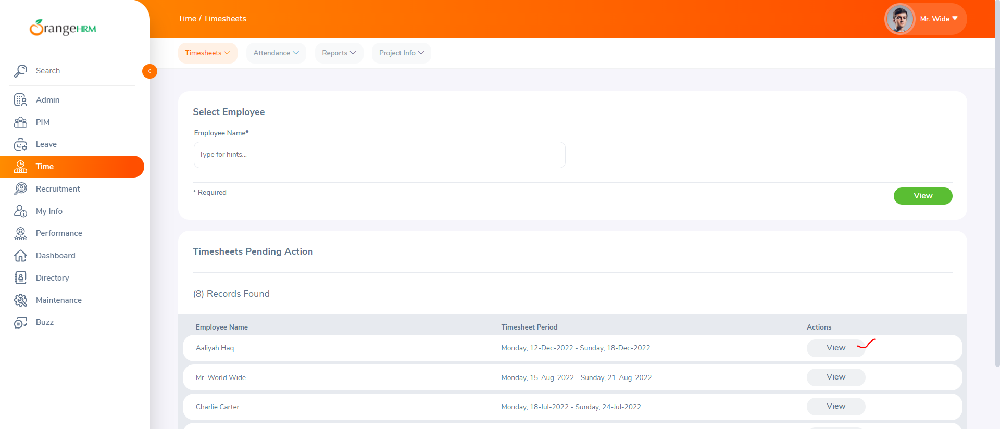 OrangeHRM
Time / Timesheets
Mr. Wide
Timesheets
Attendance
Reports
Project Info
Search
Admin
PIM
Leave
Time
Recruitment
My Info
Performance
Dashboard
Directory
Maintenance
Buzz
Select Employee
Employee Name*
Type for hints...
* Required
View
Timesheets Pending Action
(8) Records Found
Employee Name Timesheet Period Actions
Aaliyah Haq Monday, 12-Dec-2022 - Sunday, 18-Dec-2022 View
Mr. World Wide Monday, 15-Aug-2022 - Sunday, 21-Aug-2022 View
Charlie Carter Monday, 18-Jul-2022 - Sunday, 24-Jul-2022 View